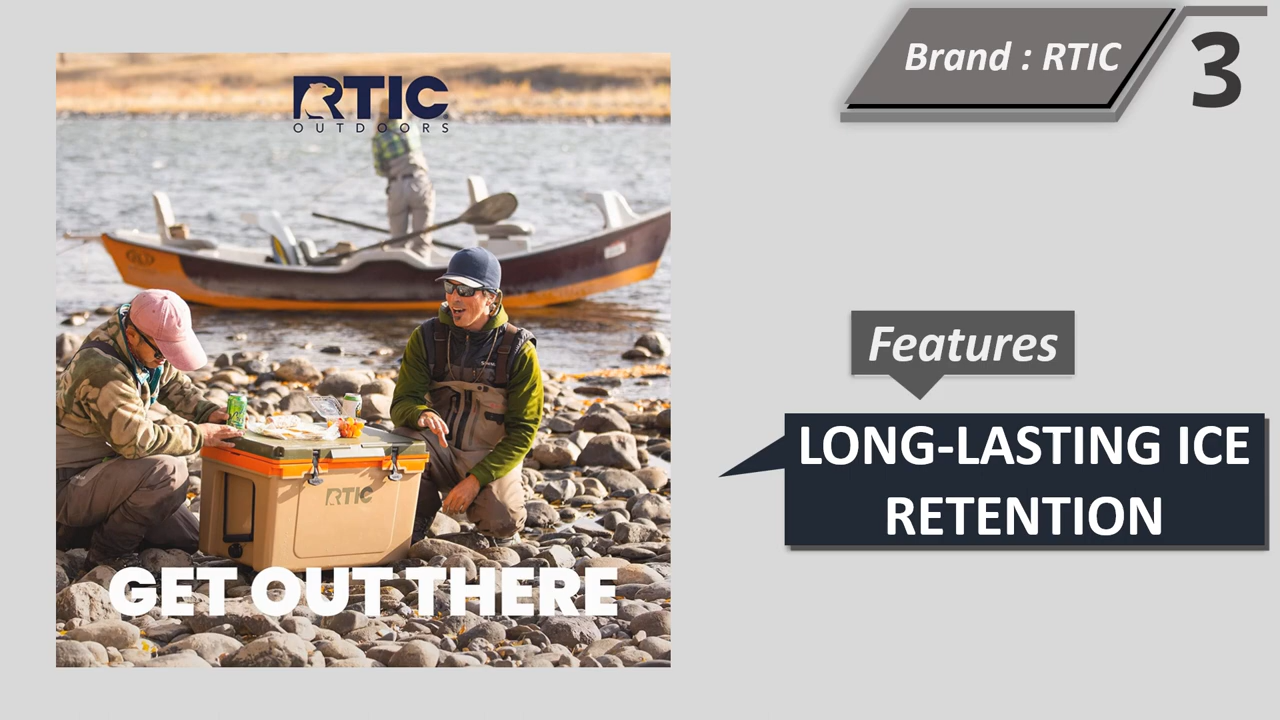 Brand : RTIC
3
RTIC
OUTDOORS
Features
LONG-LASTING ICE
RETENTION
RTIC
GET OUT THERE